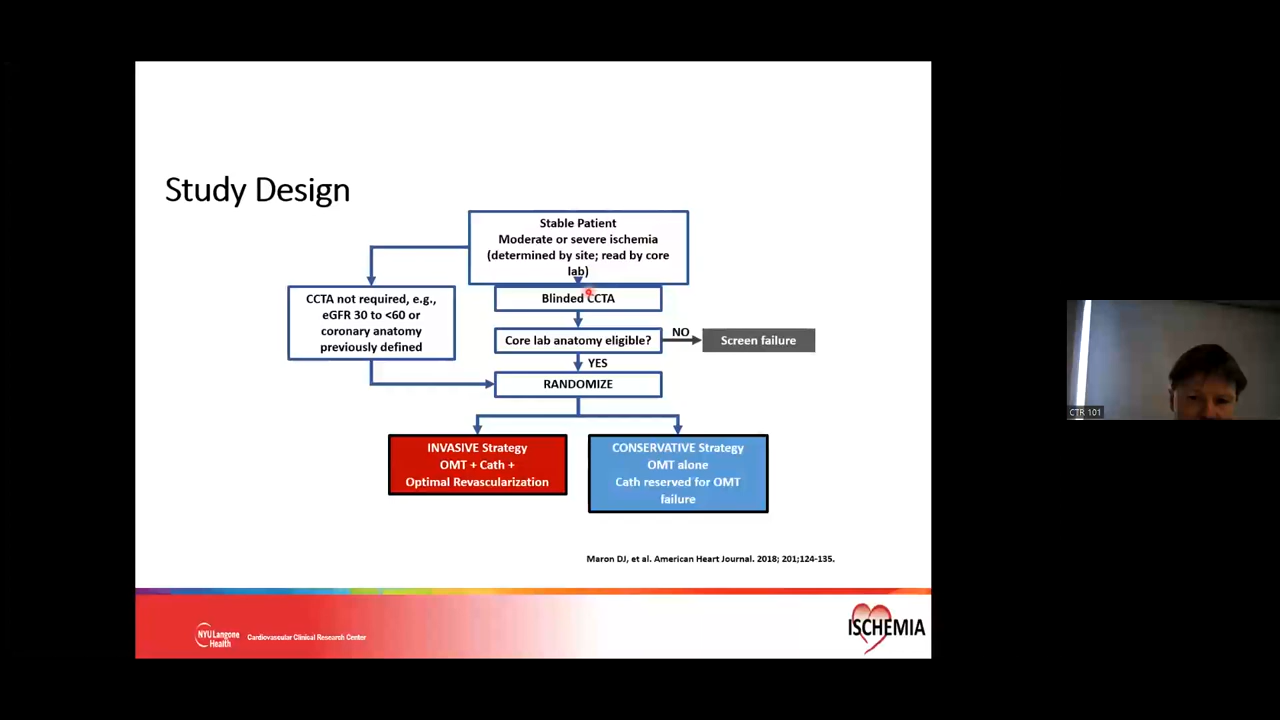 Study Design
Stable Patient
Moderate or severe ischemia
(determined by site; read by core
lab)
CCTA not required, e.g.,
eGFR 30 to <60 or
coronary anatomy
previously defined
Blinded CCTA
Core lab anatomy eligible?
NO
Screen failure
YES
RANDOMIZE
INVASIVE Strategy
OMT + Cath +
Optimal Revascularization
CONSERVATIVE Strategy
OMT alone
Cath reserved for OMT
failure
Maron DJ, et al. American Heart Journal. 2018; 201;124-135.
NYU Langone
Health
Cardiovascular Clinical Research Center
ISCHEMIA
CTR 101